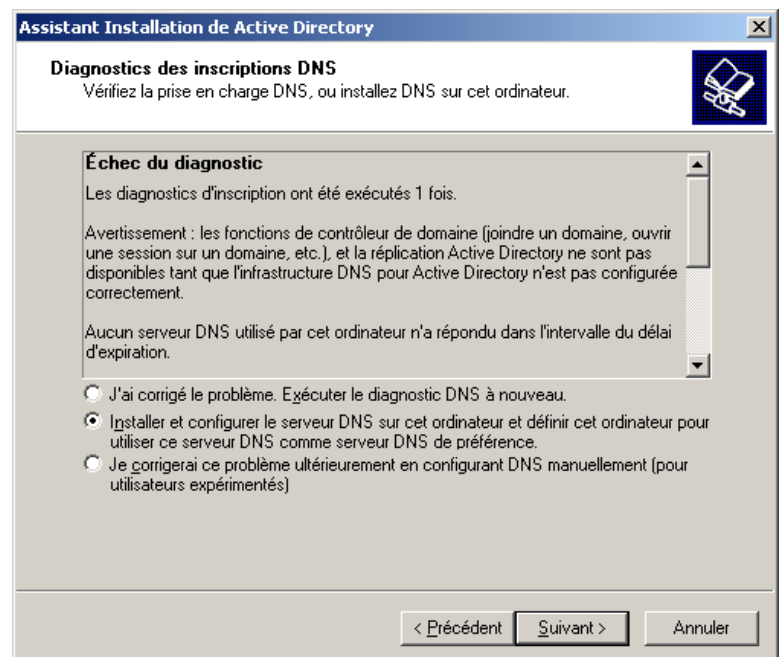 Assistant Installation de Active Directory
Diagnostics des inscriptions DNS
Vérifiez la prise en charge DNS, ou installez DNS sur cet ordinateur.
Échec du diagnostic
Les diagnostics d'inscription ont été exécutés 1 fois.
Avertissement : les fonctions de contrôleur de domaine (joindre un domaine, ouvrir
une session sur un domaine, etc.), et la réplication Active Directory ne sont pas
disponibles tant que l'infrastructure DNS pour Active Directory n'est pas configurée
correctement.
Aucun serveur DNS utilisé par cet ordinateur n'a répondu dans l'intervalle du délai
d'expiration.
J'ai corrigé le problème. Exécuter le diagnostic DNS à nouveau.
Installer et configurer le serveur DNS sur cet ordinateur et définir cet ordinateur pour
utiliser ce serveur DNS comme serveur DNS de préférence.
Je corrigerai ce problème ultérieurement en configurant DNS manuellement (pour
utilisateurs expérimentés)
< Précédent
Suivant >
Annuler